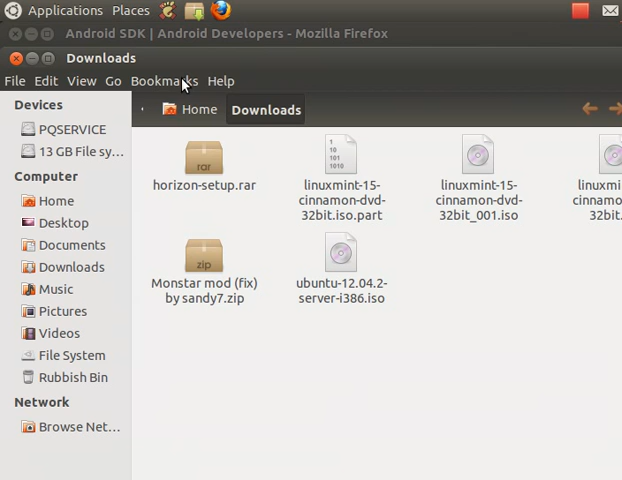 Applications Places
Android SDK | Android Developers - Mozilla Firefox
Downloads
File Edit View Go Bookmarks Help
Devices
PQSERVICE
13 GB File sy...
Computer
Home
Desktop
Documents
Downloads
Music
Pictures
Videos
File System
Rubbish Bin
Network
Browse Net...
Home Downloads
rar
horizon-setup.rar
1
10
101
1010
linuxmint-15-
cinnamon-dvd-
32bit.iso.part
linuxmint-15-
cinnamon-dvd-
32bit_001.iso
zip
Monstar mod (fix)
by sandy7.zip
ubuntu-12.04.2-
server-i386.iso